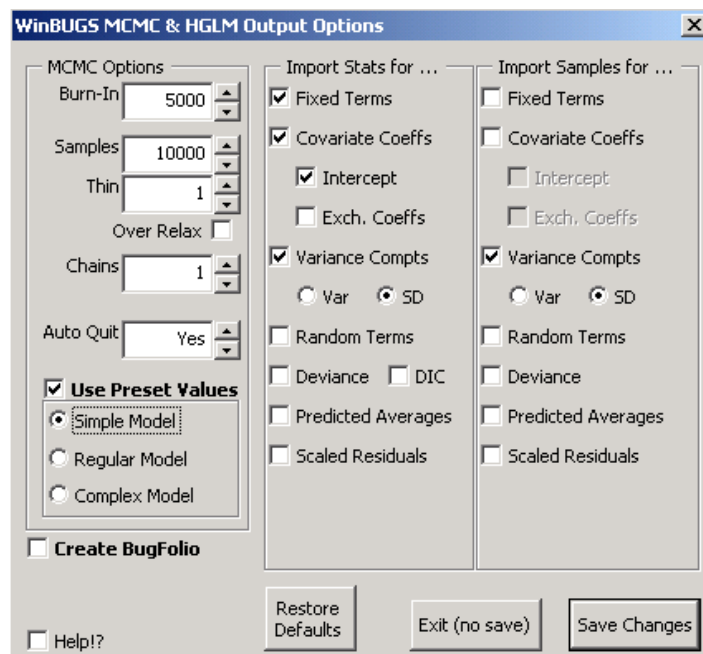 WinBUGS MCMC & HGLM Output Options
MCMC Options
Burn-In 5000
Samples 10000
Thin 1
Over Relax
Chains 1
Auto Quit Yes
Use Preset Values
Simple Model
Regular Model
Complex Model
Create BugFolio
Help!?
Import Stats for ...
Fixed Terms
Covariate Coeffs
Intercept
Exch. Coeffs
Variance Compts
Var SD
Random Terms
Deviance DIC
Predicted Averages
Scaled Residuals
Import Samples for ...
Fixed Terms
Covariate Coeffs
Intercept
Exch. Coeffs
Variance Compts
Var SD
Random Terms
Deviance
Predicted Averages
Scaled Residuals
Restore
Defaults
Exit (no save)
Save Changes